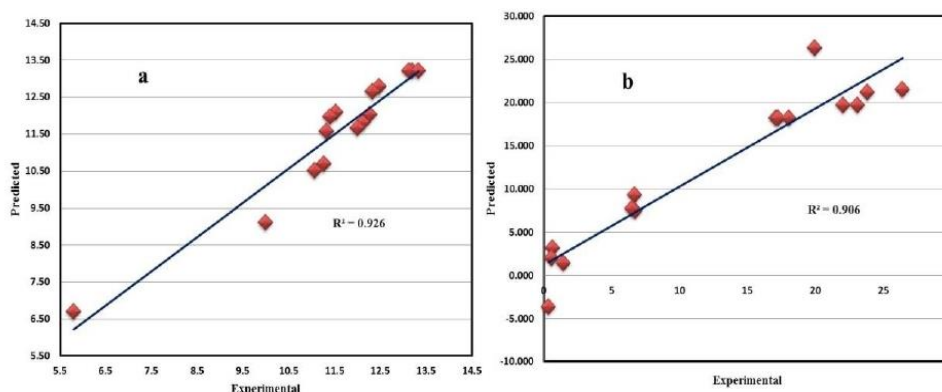 14.50
13.50
12.50
11.50
10.50
9.50
8.50
7.50
6.50
5.50
Predicted
a
R² = 0.926
5.5 6.5 7.5 8.5 9.5 10.5 11.5 12.5 13.5 14.5
Experimental
30.000
25.000
20.000
15.000
10.000
5.000
0.000
-5.000
-10.000
Predicted
b
R² = 0.906
0 5 10 15 20 25
Experimental